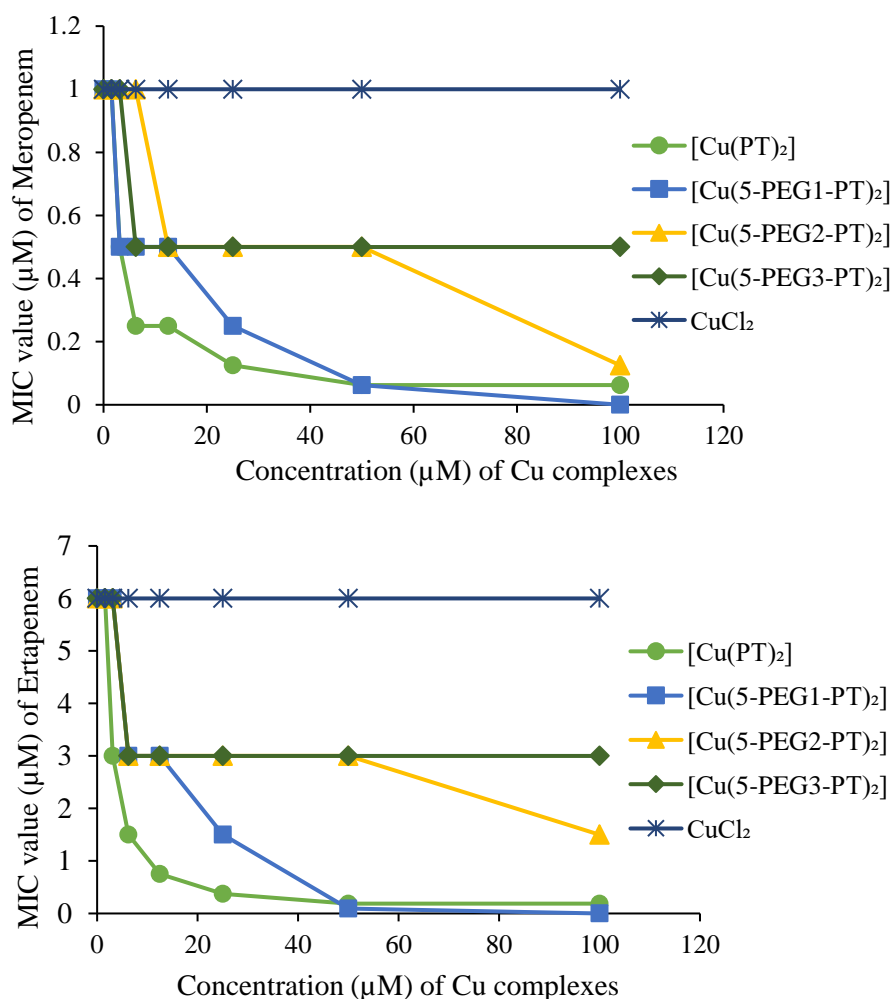 1.2
1
0.8
0.6
0.4
0.2
0
0 20 40 60 80 100 120
MIC value (µM) of Meropenem
Concentration (µM) of Cu complexes
[Cu(PT)₂]
[Cu(5-PEG1-PT)₂]
[Cu(5-PEG2-PT)₂]
[Cu(5-PEG3-PT)₂]
CuCl₂
7
6
5
4
3
2
1
0
0 20 40 60 80 100 120
MIC value (µM) of Ertapenem
Concentration (µM) of Cu complexes
[Cu(PT)₂]
[Cu(5-PEG1-PT)₂]
[Cu(5-PEG2-PT)₂]
[Cu(5-PEG3-PT)₂]
CuCl₂